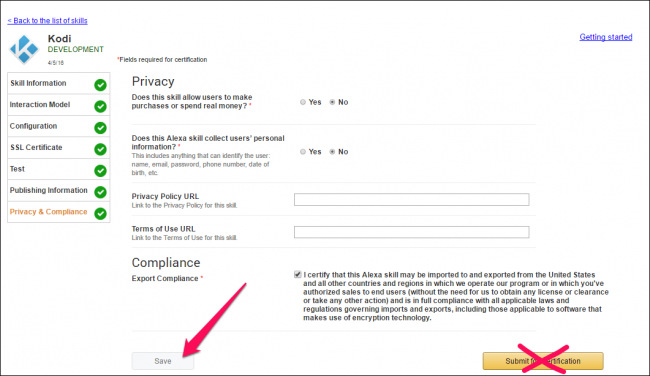 < Back to the list of skills
Kodi
DEVELOPMENT
4/5/16
Getting started
*Fields required for certification
Skill Information
Interaction Model
Configuration
SSL Certificate
Test
Publishing Information
Privacy & Compliance
Privacy
Does this skill allow users to make
purchases or spend real money? *
Yes No
Does this Alexa skill collect users' personal
information? *
This includes anything that can identify the user:
name, email, password, phone number, date of
birth, etc.
Yes No
Privacy Policy URL
Link to the Privacy Policy for this skill.
Terms of Use URL
Link to the Terms of Use for this skill.
Compliance
Export Compliance *
I certify that this Alexa skill may be imported to and exported from the United States
and all other countries and regions in which we operate our program or in which you've
authorized sales to end users (without the need for us to obtain any license or clearance
or take any other action) and is in full compliance with all applicable laws and
regulations governing imports and exports, including those applicable to software that
makes use of encryption technology.
Save
Submit for Certification